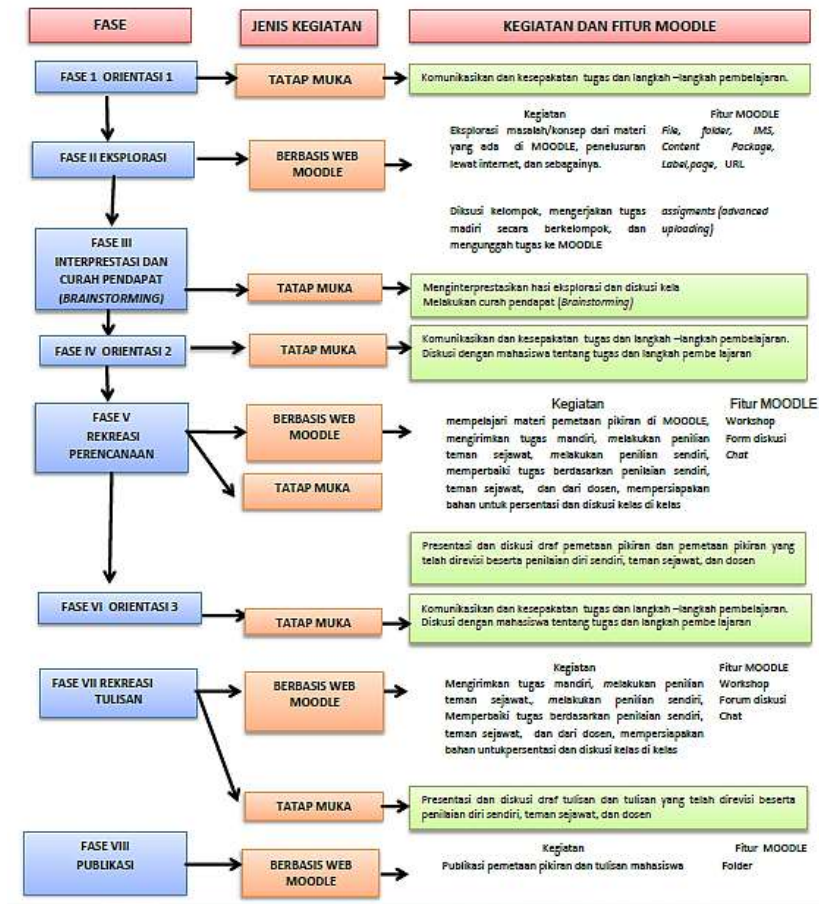 FASE
JENIS KEGIATAN
KEGIATAN DAN FITUR MOODLE
FASE 1 ORIENTASI 1
TATAP MUKA
Komunikasikan dan kesepakatan tugas dan langkah –langkah pembelajaran.
FASE II EKSPLORASI
BERBASIS WEB
MOODLE
Kegiatan
Eksplorasi masalah/konsep dari materi
yang ada di MOODLE, penelusuran
lewat internet, dan sebagainya.
Fitur MOODLE
File, folder, IMS,
Content Package,
Label,page, URL
Diksusi kelompok, mengerjakan tugas
madiri secara berkelompok, dan
mengunggah tugas ke MOODLE
assigments (advanced
uploading)
FASE III
INTERPRESTASI DAN
CURAH PENDAPAT
(BRAINSTORMING)
TATAP MUKA
Menginterprestasikan hasi eksplorasi dan diskusi kela
Melakukan curah pendapat (Brainstorming)
FASE IV ORIENTASI 2
TATAP MUKA
Komunikasikan dan kesepakatan tugas dan langkah –langkah pembelajaran.
Diskusi dengan mahasiswa tentang tugas dan langkah pembe lajaran
FASE V
REKREASI
PERENCANAAN
BERBASIS WEB
MOODLE
TATAP MUKA
Kegiatan
mempelajari materi pemetaan pikiran di MOODLE,
mengirimkan tugas mandiri, melakukan penilian
teman sejawat, melakukan penilaian sendiri,
memperbaiki tugas berdasarkan penilaian sendiri,
teman sejawat, dan dari dosen, mempersiapakan
bahan untuk persentasi dan diskusi kelas di kelas
Fitur MOODLE
Workshop
Form diskusi
Chat
Presentasi dan diskusi draf pemetaan pikiran dan pemetaan pikiran yang
telah direvisi beserta penilaian diri sendiri, teman sejawat, dan dosen
FASE VI ORIENTASI 3
TATAP MUKA
Komunikasikan dan kesepakatan tugas dan langkah –langkah pembelajaran.
Diskusi dengan mahasiswa tentang tugas dan langkah pembe lajaran
FASE VII REKREASI
TULISAN
BERBASIS WEB
MOODLE
Kegiatan
Mengirimkan tugas mandiri, melakukan penilian
teman sejawat., melakukan penilian sendiri,
Memperbaiki tugas berdasarkan penilaian sendiri,
teman sejawat, dan dari dosen, mempersiapakan
bahan untukpersentasi dan diskusi kelas di kelas
Fitur MOODLE
Workshop
Forum diskusi
Chat
TATAP MUKA
Presentasi dan diskusi draf tulisan dan tulisan yang telah direvisi beserta
penilaian diri sendiri, teman sejawat, dan dosen
FASE VIII
PUBLIKASI
BERBASIS WEB
MOODLE
Kegiatan
Publikasi pemetaan pikiran dan tulisan mahasiswa
Fitur MOODLE
Folder